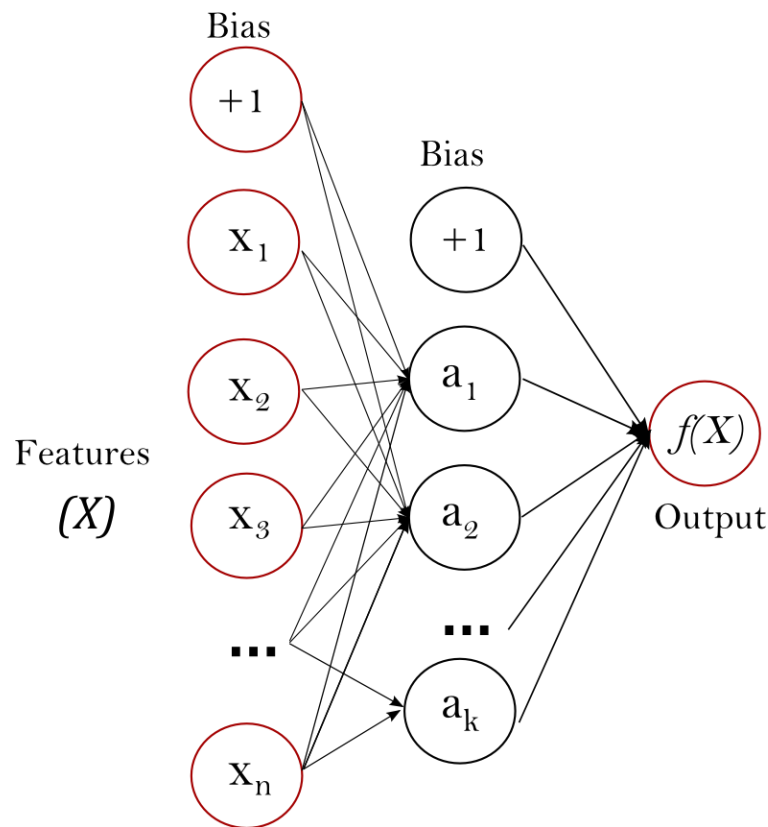 Bias
+1
x₁
x₂
Features
(X)
x₃
...
xₙ
Bias
+1
a₁
a₂
...
aₖ
f(X)
Output